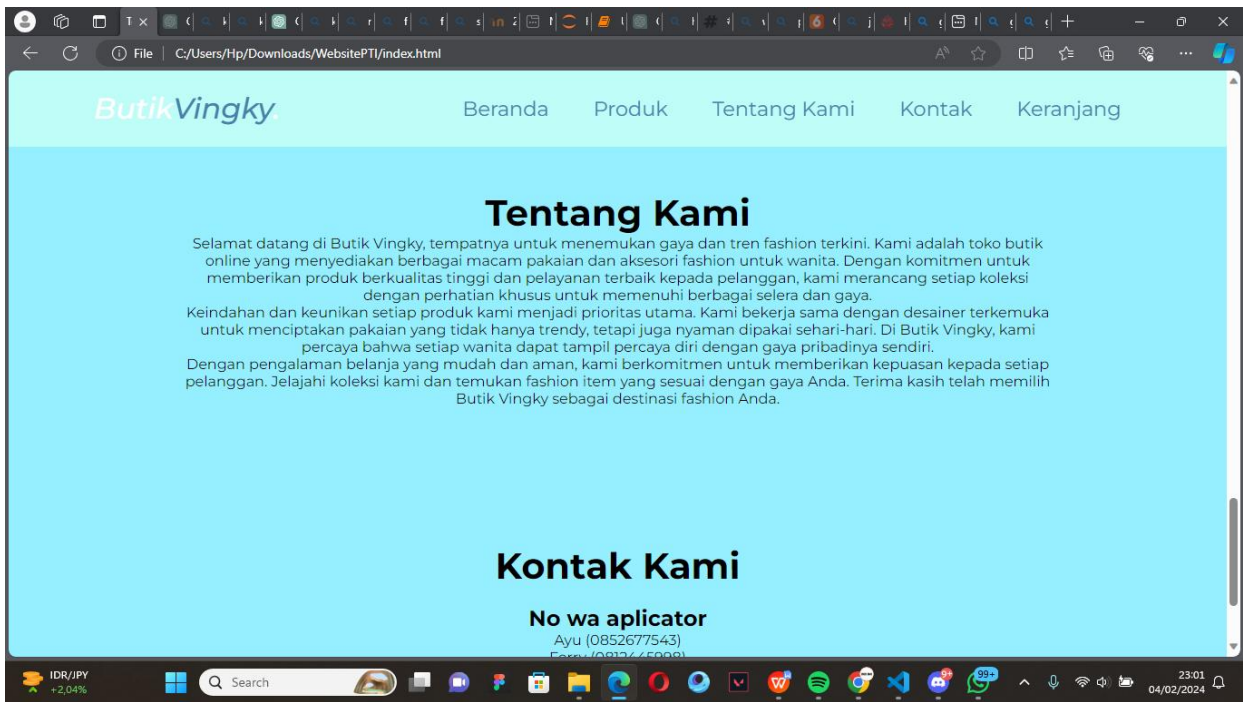 File | C:/Users/Hp/Downloads/WebsitePTI/index.html
ButikVingky.
Beranda Produk Tentang Kami Kontak Keranjang
Tentang Kami
Selamat datang di Butik Vingky, tempatnya untuk menemukan gaya dan tren fashion terkini. Kami adalah toko butik
online yang menyediakan berbagai macam pakaian dan aksesori fashion untuk wanita. Dengan komitmen untuk
memberikan produk berkualitas tinggi dan pelayanan terbaik kepada pelanggan, kami merancang setiap koleksi
dengan perhatian khusus untuk memenuhi berbagai selera dan gaya.
Keindahan dan keunikan setiap produk kami menjadi prioritas utama. Kami bekerja sama dengan desainer terkemuka
untuk menciptakan pakaian yang tidak hanya trendy, tetapi juga nyaman dipakai sehari-hari. Di Butik Vingky, kami
percaya bahwa setiap wanita dapat tampil percaya diri dengan gaya pribadinya sendiri.
Dengan pengalaman belanja yang mudah dan aman, kami berkomitmen untuk memberikan kepuasan kepada setiap
pelanggan. Jelajahi koleksi kami dan temukan fashion item yang sesuai dengan gaya Anda. Terima kasih telah memilih
Butik Vingky sebagai destinasi fashion Anda.
Kontak Kami
No wa aplicator
Ayu (0852677543)
IDR/JPY
+2,04%
Search
99+
23:01
04/02/2024